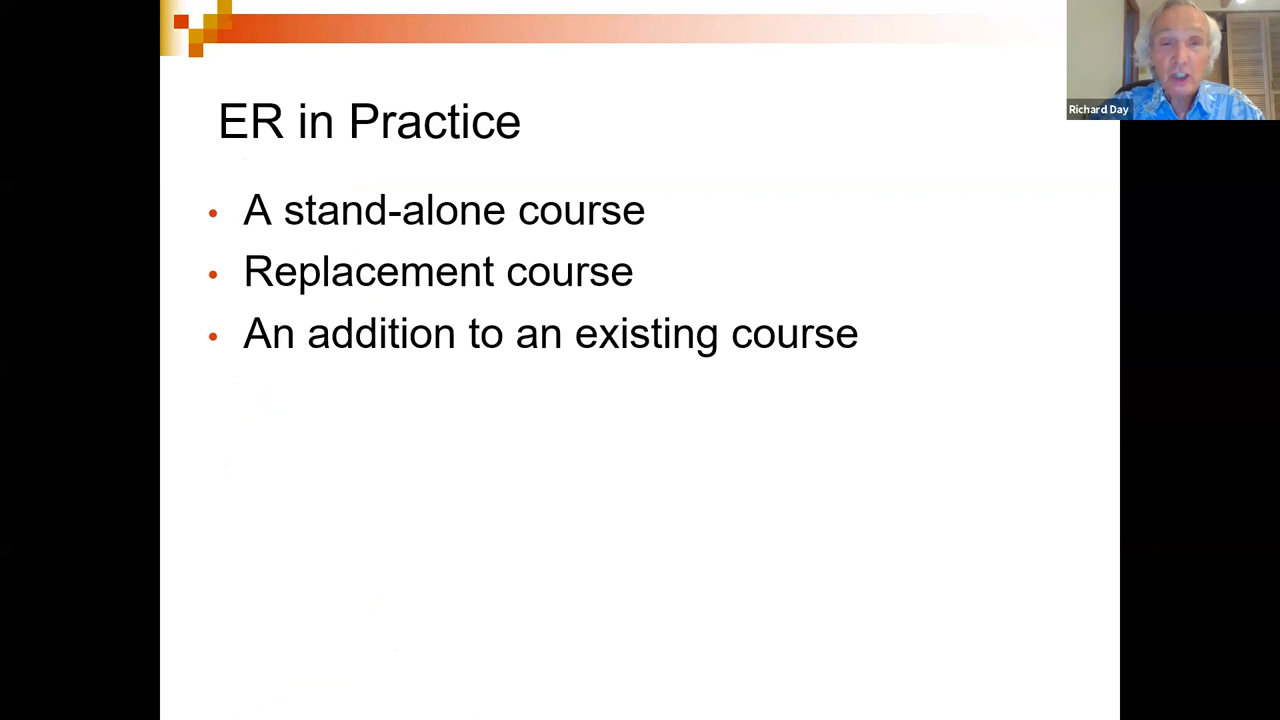 ER in Practice
Richard Day
• A stand-alone course
• Replacement course
• An addition to an existing course